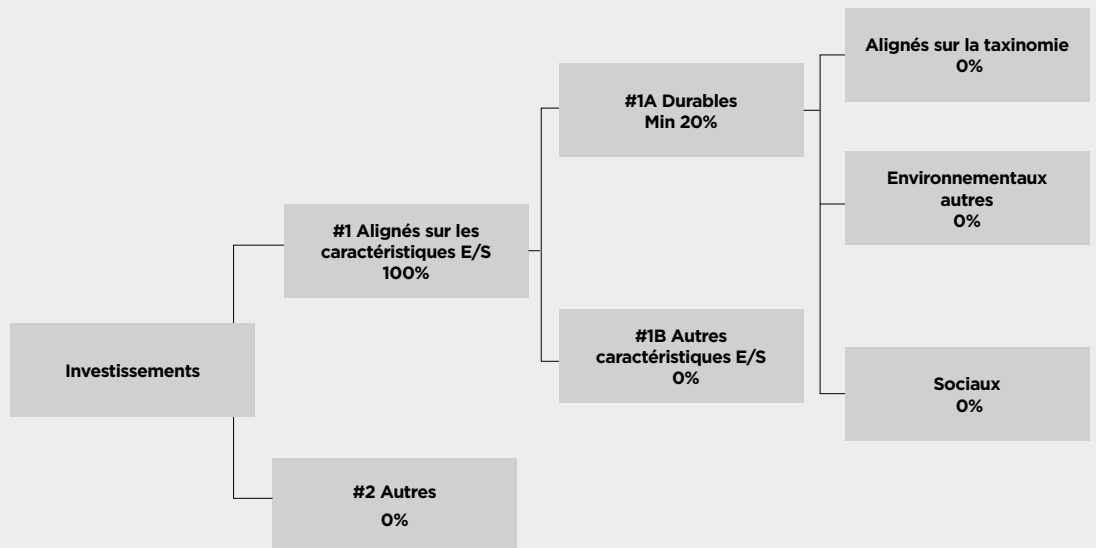 Investissements
#1 Alignés sur les
caractéristiques E/S
100%
#2 Autres
0%
#1A Durables
Min 20%
#1B Autres
caractéristiques E/S
0%
Alignés sur la taxinomie
0%
Environnementaux
autres
0%
Sociaux
0%